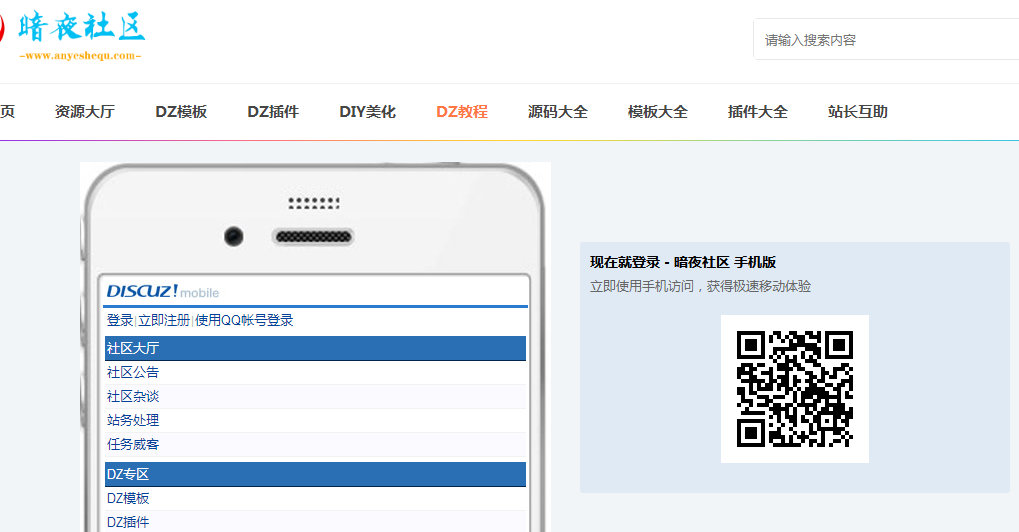 暗夜社区
-www.anyeshequ.com-
请输入搜索内容
页 资源大厅 DZ模板 DZ插件 DIY美化 DZ教程 源码大全 模板大全 插件大全 站长互助
DISCUZ! mobile
登录|立即注册|使用QQ帐号登录
社区大厅
社区公告
社区杂谈
站务处理
任务威客
DZ专区
DZ模板
DZ插件
现在就登录 - 暗夜社区 手机版
立即使用手机访问，获得极速移动体验